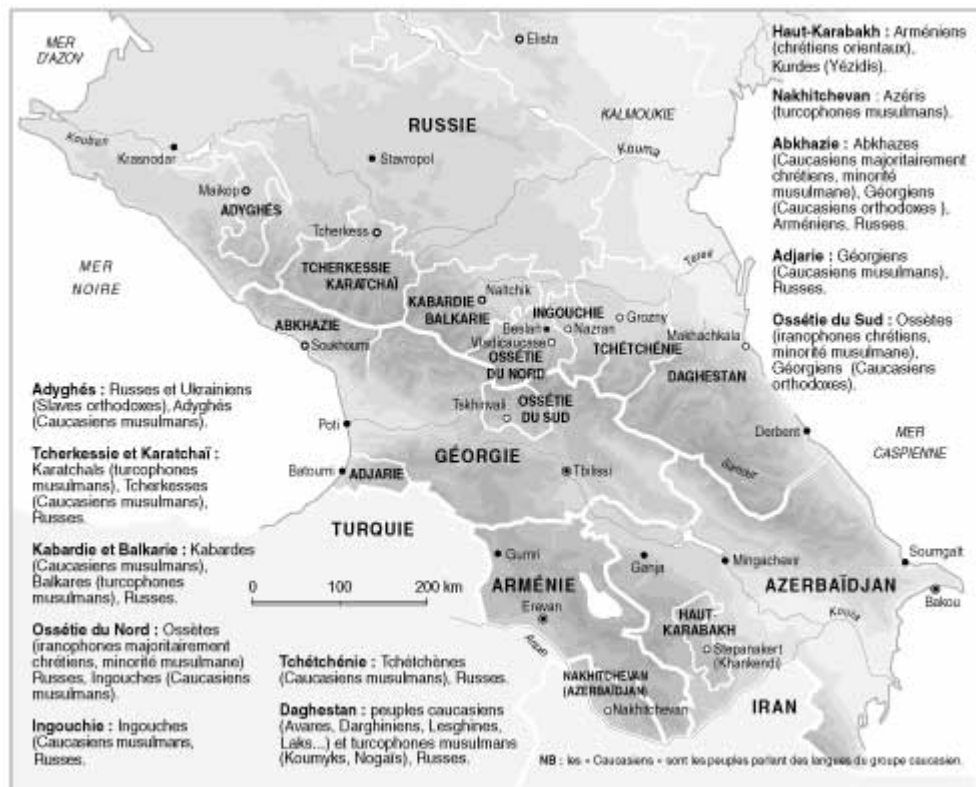 MER
D'AZOV
Elista
RUSSIE
KALMOUKIE
Kouban
Krasnodar
Stavropol
Kouma
Maikop
ADYGHÉS
Tcherkess
TCHERKESSIE
KARATCHAÏ
MER
NOIRE
Terek
KABARDIE
BALKARIE
Naltchik
INGOUCHIE
Beslan
Nazran
Grozny
Vladicaucase
Makhachkala
TCHÉTCHÉNIE
OSSÉTIE
DU NORD
DAGHESTAN
ABKHAZIE
Soukhoumi
OSSÉTIE
DU SUD
Tskhinvali
Poti
Derbent
MER
CASPIENNE
Samour
GÉORGIE
Tbilissi
Batoumi
ADJARIE
TURQUIE
Gumri
Ganja
Mingachevir
Soumgaït
ARMÉNIE
AZERBAÏDJAN
Bakou
Erevan
HAUT-
KARABAKH
Koura
Stepanakert
(Khankendi)
NAKHITCHEVAN
(AZERBAÏDJAN)
Nakhitchevan
IRAN
0 100 200 km
Haut-Karabakh : Arméniens
(chrétiens orientaux),
Kurdes (Yézidis).
Nakhitchevan : Azéris
(turcophones musulmans).
Abkhazie : Abkhazes
(Caucasiens majoritairement
chrétiens, minorité
musulmane), Géorgiens
(Caucasiens orthodoxes ),
Arméniens, Russes.
Adjarie : Géorgiens
(Caucasiens musulmans),
Russes.
Ossétie du Sud : Ossètes
(iranophones chrétiens,
minorité musulmane),
Géorgiens (Caucasiens
orthodoxes).
Adyghés : Russes et Ukrainiens
(Slaves orthodoxes), Adyghés
(Caucasiens musulmans).
Tcherkessie et Karatchaï :
Karatchaïs (turcophones
musulmans), Tcherkesses
(Caucasiens musulmans),
Russes.
Kabardie et Balkarie : Kabardes
(Caucasiens musulmans),
Balkares (turcophones
musulmans), Russes.
Ossétie du Nord : Ossètes
(iranophones majoritairement
chrétiens, minorité musulmane)
Russes, Ingouches (Caucasiens
musulmans).
Ingouchie : Ingouches
(Caucasiens musulmans,
Russes.
Tchétchénie : Tchétchènes
(Caucasiens musulmans), Russes.
Daghestan : peuples caucasiens
(Avares, Darghiniens, Lesghines,
Laks...) et turcophones musulmans
(Koumyks, Nogaïs), Russes.
NB : les « Caucasiens » sont les peuples parlant des langues du groupe caucasien.